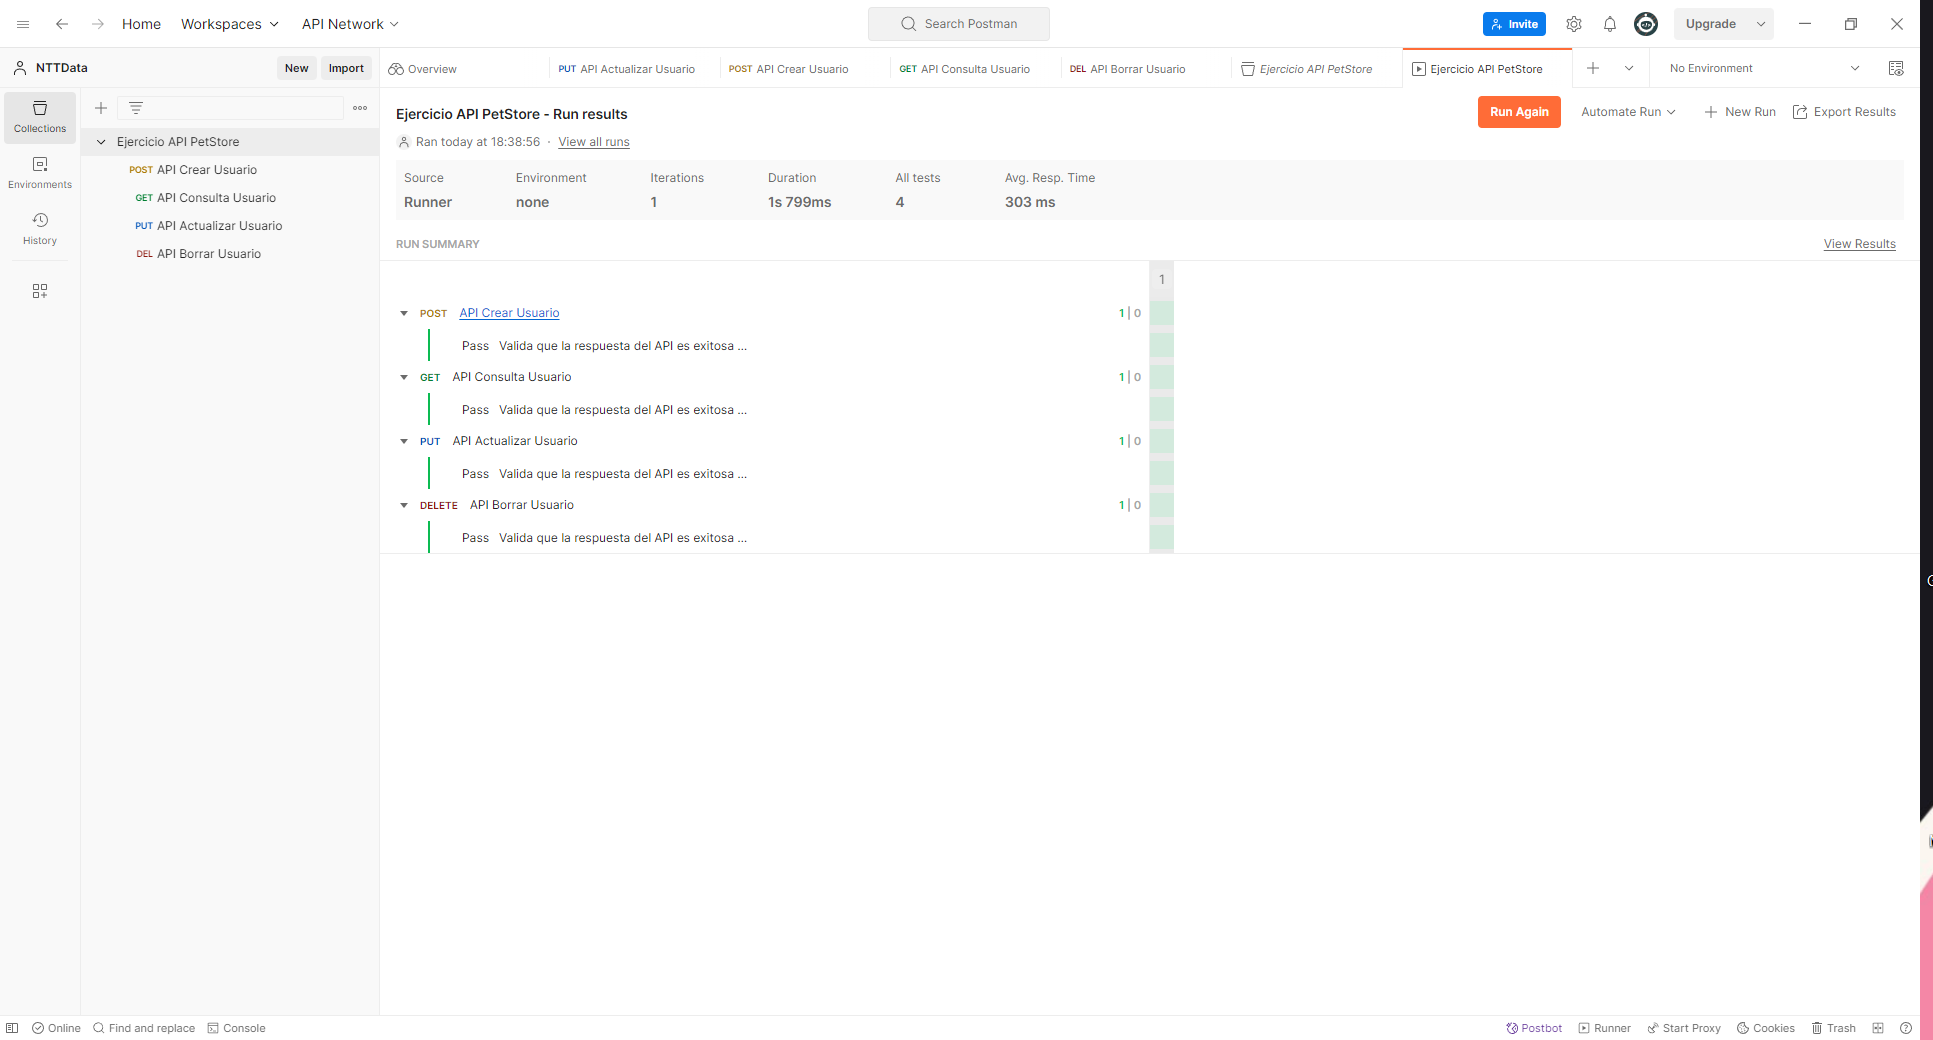 Home Workspaces API Network Search Postman Invite Upgrade
NTTData New Import Overview PUT API Actualizar Usuario POST API Crear Usuario GET API Consulta Usuario DEL API Borrar Usuario Ejercicio API PetStore Ejercicio API PetStore No Environment
Collections
Environments
History
Ejercicio API PetStore
POST API Crear Usuario
GET API Consulta Usuario
PUT API Actualizar Usuario
DEL API Borrar Usuario
Ejercicio API PetStore - Run results
Run Again Automate Run New Run Export Results
Ran today at 18:38:56 · View all runs
Source Environment Iterations Duration All tests Avg. Resp. Time
Runner none 1 1s 799ms 4 303 ms
RUN SUMMARY View Results
1
POST API Crear Usuario 1 | 0
Pass Valida que la respuesta del API es exitosa ...
GET API Consulta Usuario 1 | 0
Pass Valida que la respuesta del API es exitosa ...
PUT API Actualizar Usuario 1 | 0
Pass Valida que la respuesta del API es exitosa ...
DELETE API Borrar Usuario 1 | 0
Pass Valida que la respuesta del API es exitosa ...
Online Find and replace Console Postbot Runner Start Proxy Cookies Trash